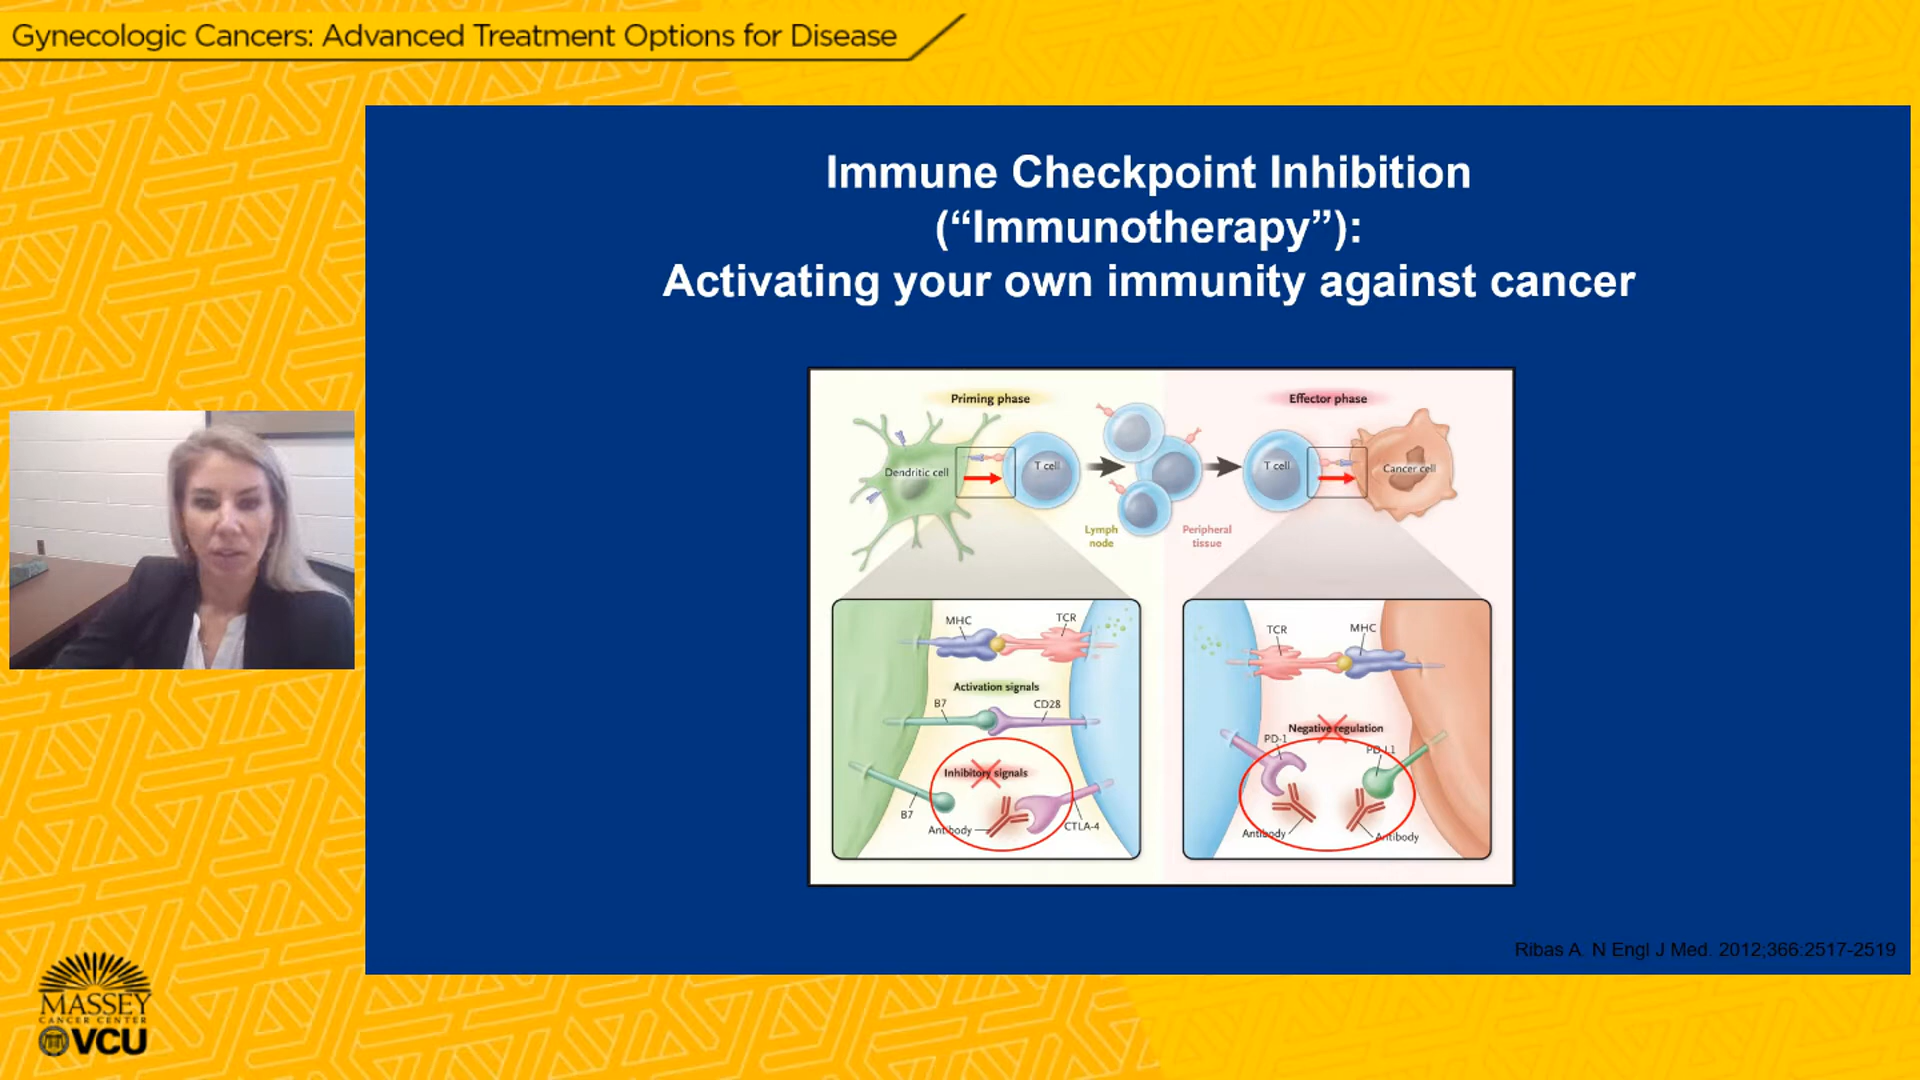 Gynecologic Cancers: Advanced Treatment Options for Disease
Immune Checkpoint Inhibition
(“Immunotherapy”):
Activating your own immunity against cancer
Priming phase
Effector phase
Dendritic cell
T cell
T cell
Cancer cell
Lymph
node
Peripheral
tissue
MHC
TCR
Activation signals
B7
CD28
Inhibitory signals
B7
Antibody
CTLA-4
TCR
MHC
Negative regulation
PD-1
PD-L1
Antibody
Antibody
Ribas A. N Engl J Med. 2012;366:2517-2519
MASSEY
CANCER CENTER
VCU